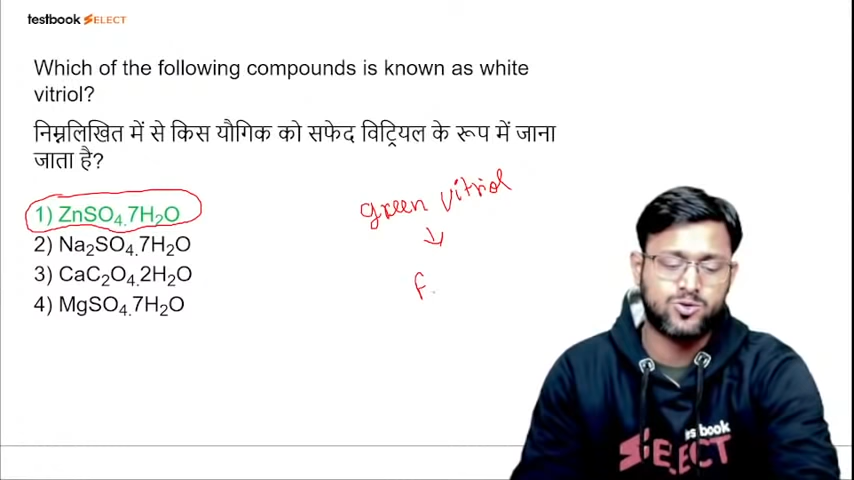 testbook SELECT
Which of the following compounds is known as white
vitriol?
निम्नलिखित में से किस यौगिक को सफेद विट्रियल के रूप में जाना
जाता है?
1) ZnSO₄.7H₂O
2) Na₂SO₄.7H₂O
3) CaC₂O₄.2H₂O
4) MgSO₄.7H₂O
green vitriol
↓
f
testbook
SELECT